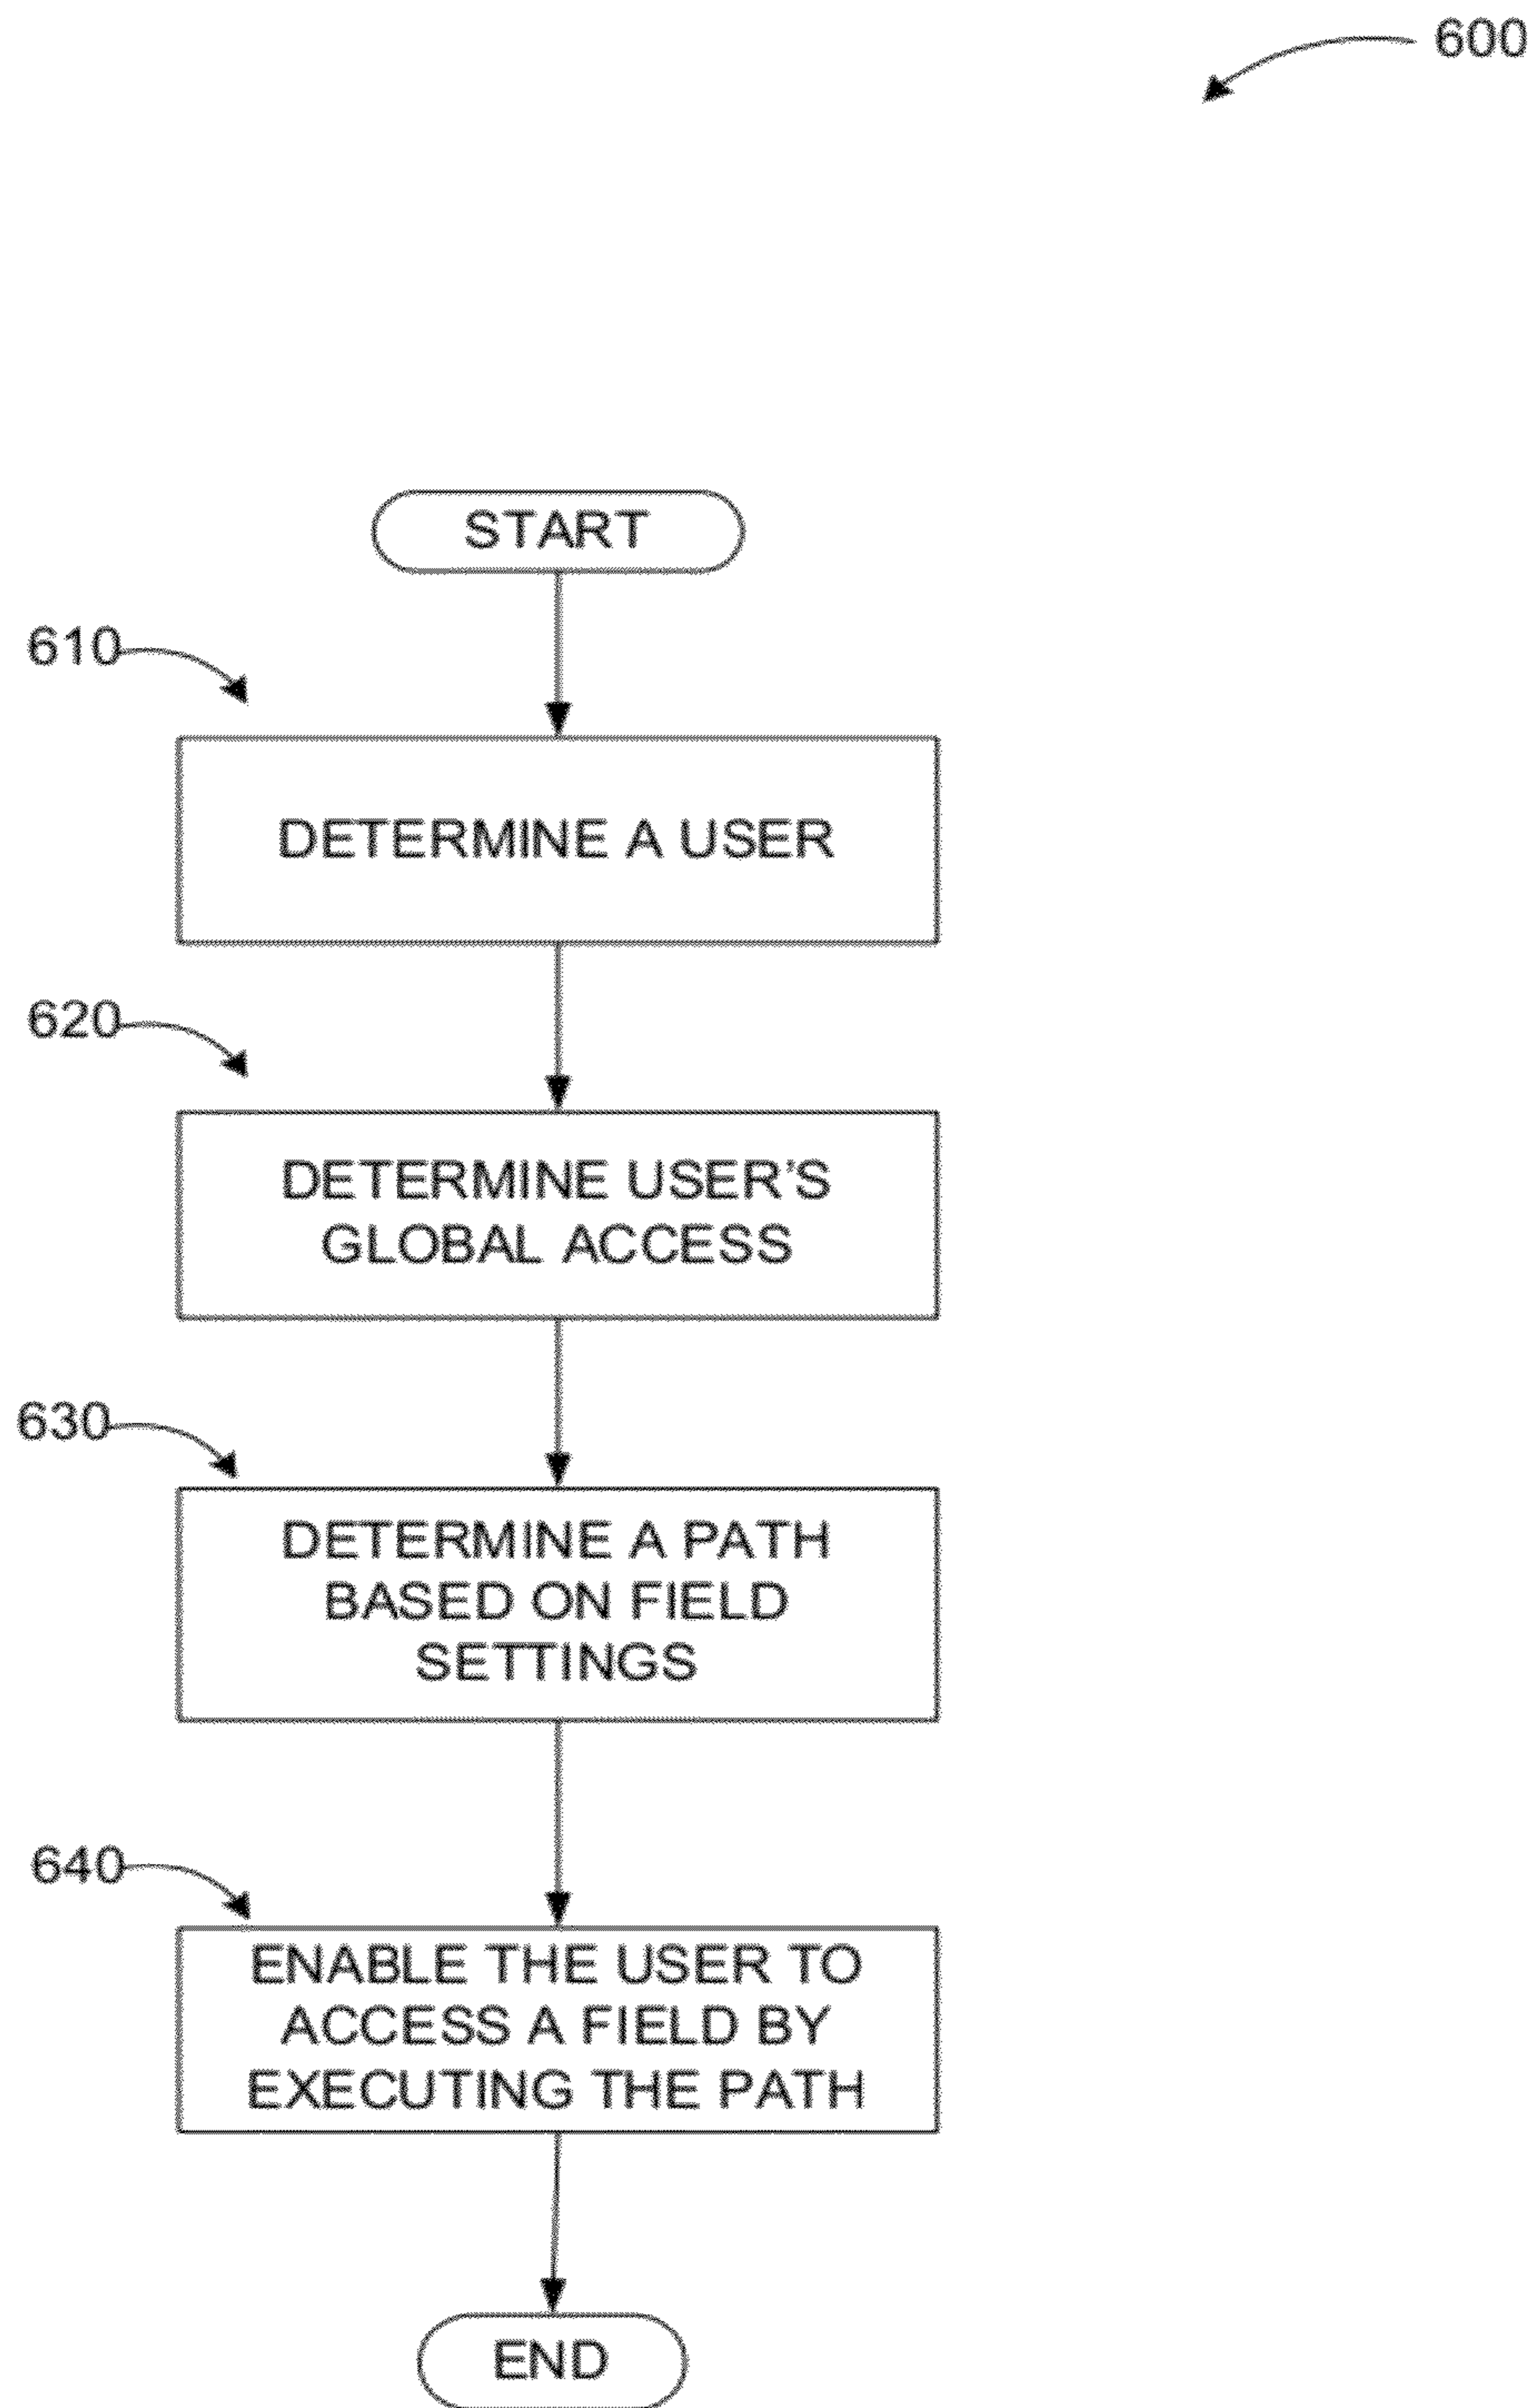 600
START
610
DETERMINE A USER
620
DETERMINE USER’S
GLOBAL ACCESS
630
DETERMINE A PATH
BASED ON FIELD
SETTINGS
640
ENABLE THE USER TO
ACCESS A FIELD BY
EXECUTING THE PATH
END